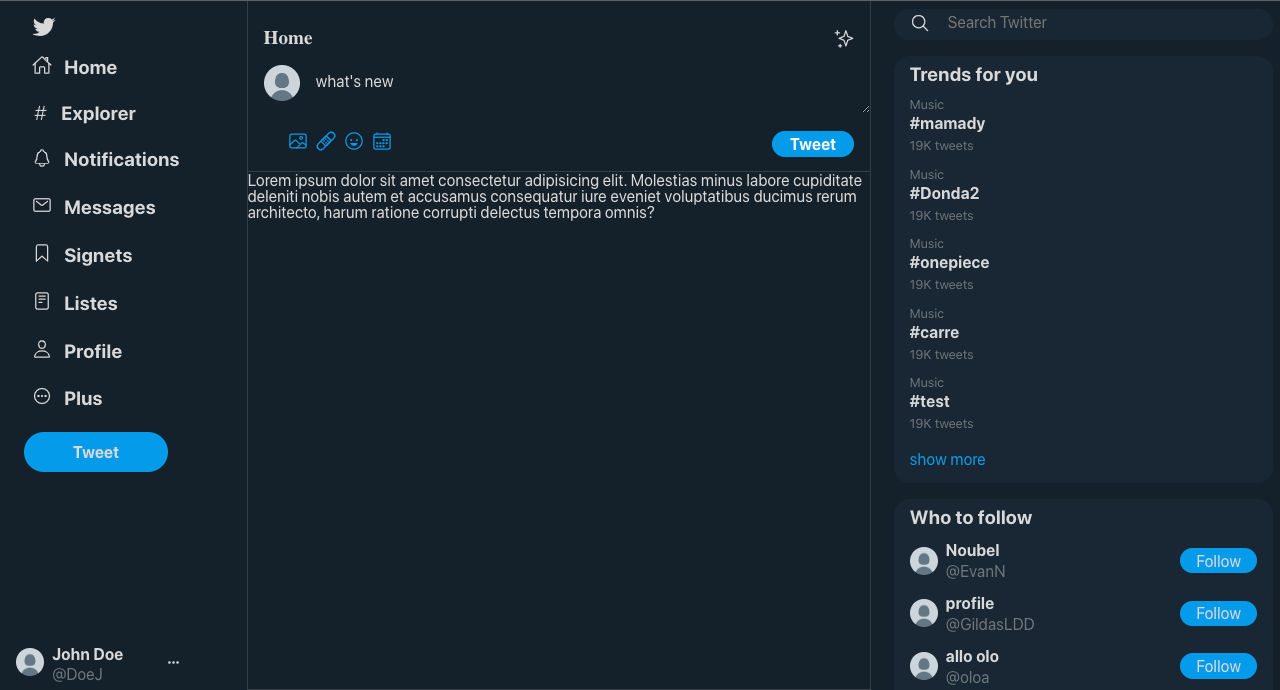 Home
# Explorer
Notifications
Messages
Signets
Listes
Profile
Plus
Tweet
John Doe
@DoeJ
Home
what's new
Tweet
Lorem ipsum dolor sit amet consectetur adipisicing elit. Molestias minus labore cupiditate
deleniti nobis autem et accusamus consequatur iure eveniet voluptatibus ducimus rerum
architecto, harum ratione corrupti delectus tempora omnis?
Search Twitter
Trends for you
Music
#mamady
19K tweets
Music
#Donda2
19K tweets
Music
#onepiece
19K tweets
Music
#carre
19K tweets
Music
#test
19K tweets
show more
Who to follow
Noubel
@EvanN
Follow
profile
@GildasLDD
Follow
allo olo
@oloa
Follow